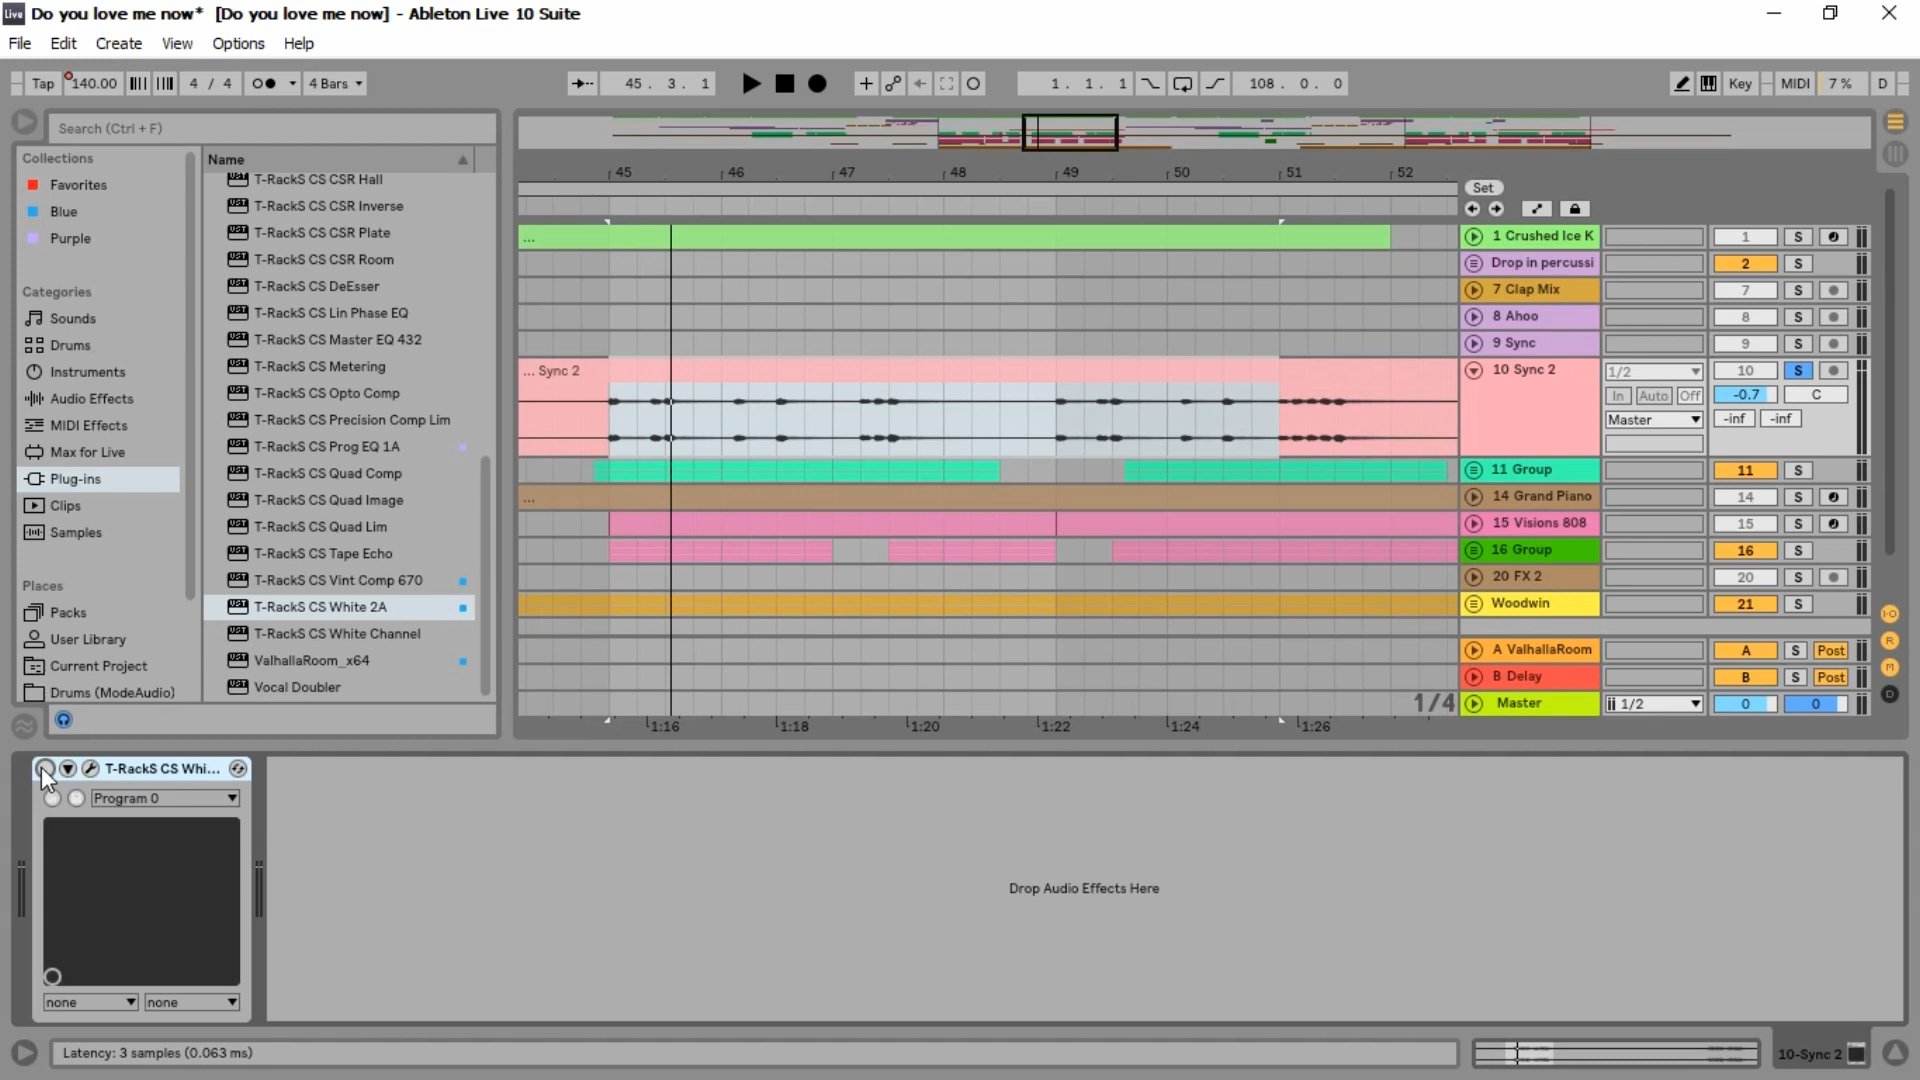 Live Do you love me now* [Do you love me now] - Ableton Live 10 Suite
File Edit Create View Options Help
Tap 140.00 4 / 4 4 Bars 45 . 3 . 1 1 . 1 . 1 108 . 0 . 0 Key MIDI 7 % D
Search (Ctrl + F)
Collections
Favorites
Blue
Purple
Categories
Sounds
Drums
Instruments
Audio Effects
MIDI Effects
Max for Live
Plug-ins
Clips
Samples
Places
Packs
User Library
Current Project
Drums (ModeAudio)
Name
T-RackS CS CSR Hall
T-RackS CS CSR Inverse
T-RackS CS CSR Plate
T-RackS CS CSR Room
T-RackS CS DeEsser
T-RackS CS Lin Phase EQ
T-RackS CS Master EQ 432
T-RackS CS Metering
T-RackS CS Opto Comp
T-RackS CS Precision Comp Lim
T-RackS CS Prog EQ 1A
T-RackS CS Quad Comp
T-RackS CS Quad Image
T-RackS CS Quad Lim
T-RackS CS Tape Echo
T-RackS CS Vint Comp 670
T-RackS CS White 2A
T-RackS CS White Channel
ValhallaRoom_x64
Vocal Doubler
45 46 47 48 49 50 51 52
Set
...
... Sync 2
...
1 Crushed Ice K 1 S
Drop in percussi 2 S
7 Clap Mix 7 S
8 Ahoo 8 S
9 Sync 9 S
10 Sync 2 1/2 10 S
In Auto Off -0.7 C
Master -inf -inf
11 Group 11 S
14 Grand Piano 14 S
15 Visions 808 15 S
16 Group 16 S
20 FX 2 20 S
Woodwin 21 S
A ValhallaRoom A S Post
B Delay B S Post
1/4 Master 1/2 0 0
I·O
R
M
D
1:16 1:18 1:20 1:22 1:24 1:26
T-RackS CS Whi...
Program 0
none none
Drop Audio Effects Here
Latency: 3 samples (0.063 ms)
10-Sync 2